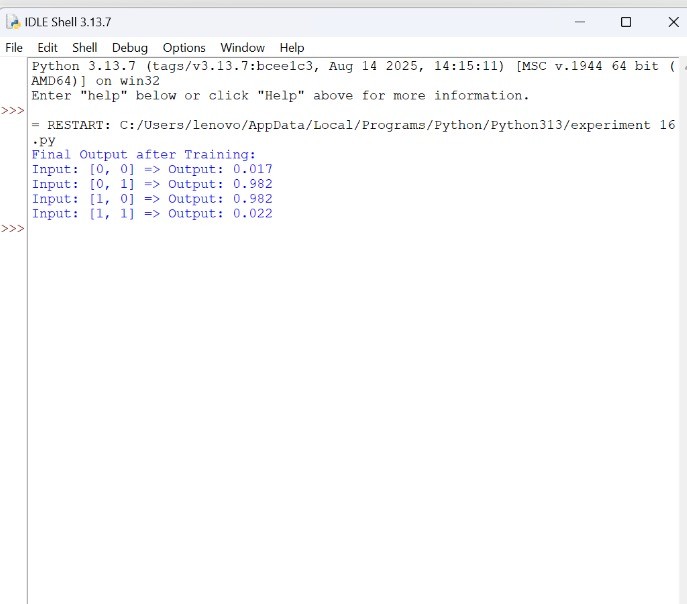 IDLE Shell 3.13.7
File Edit Shell Debug Options Window Help
Python 3.13.7 (tags/v3.13.7:bcee1c3, Aug 14 2025, 14:15:11) [MSC v.1944 64 bit (
AMD64)] on win32
Enter "help" below or click "Help" above for more information.
>>>
= RESTART: C:/Users/lenovo/AppData/Local/Programs/Python/Python313/experiment 16
.py
Final Output after Training:
Input: [0, 0] => Output: 0.017
Input: [0, 1] => Output: 0.982
Input: [1, 0] => Output: 0.982
Input: [1, 1] => Output: 0.022
>>>